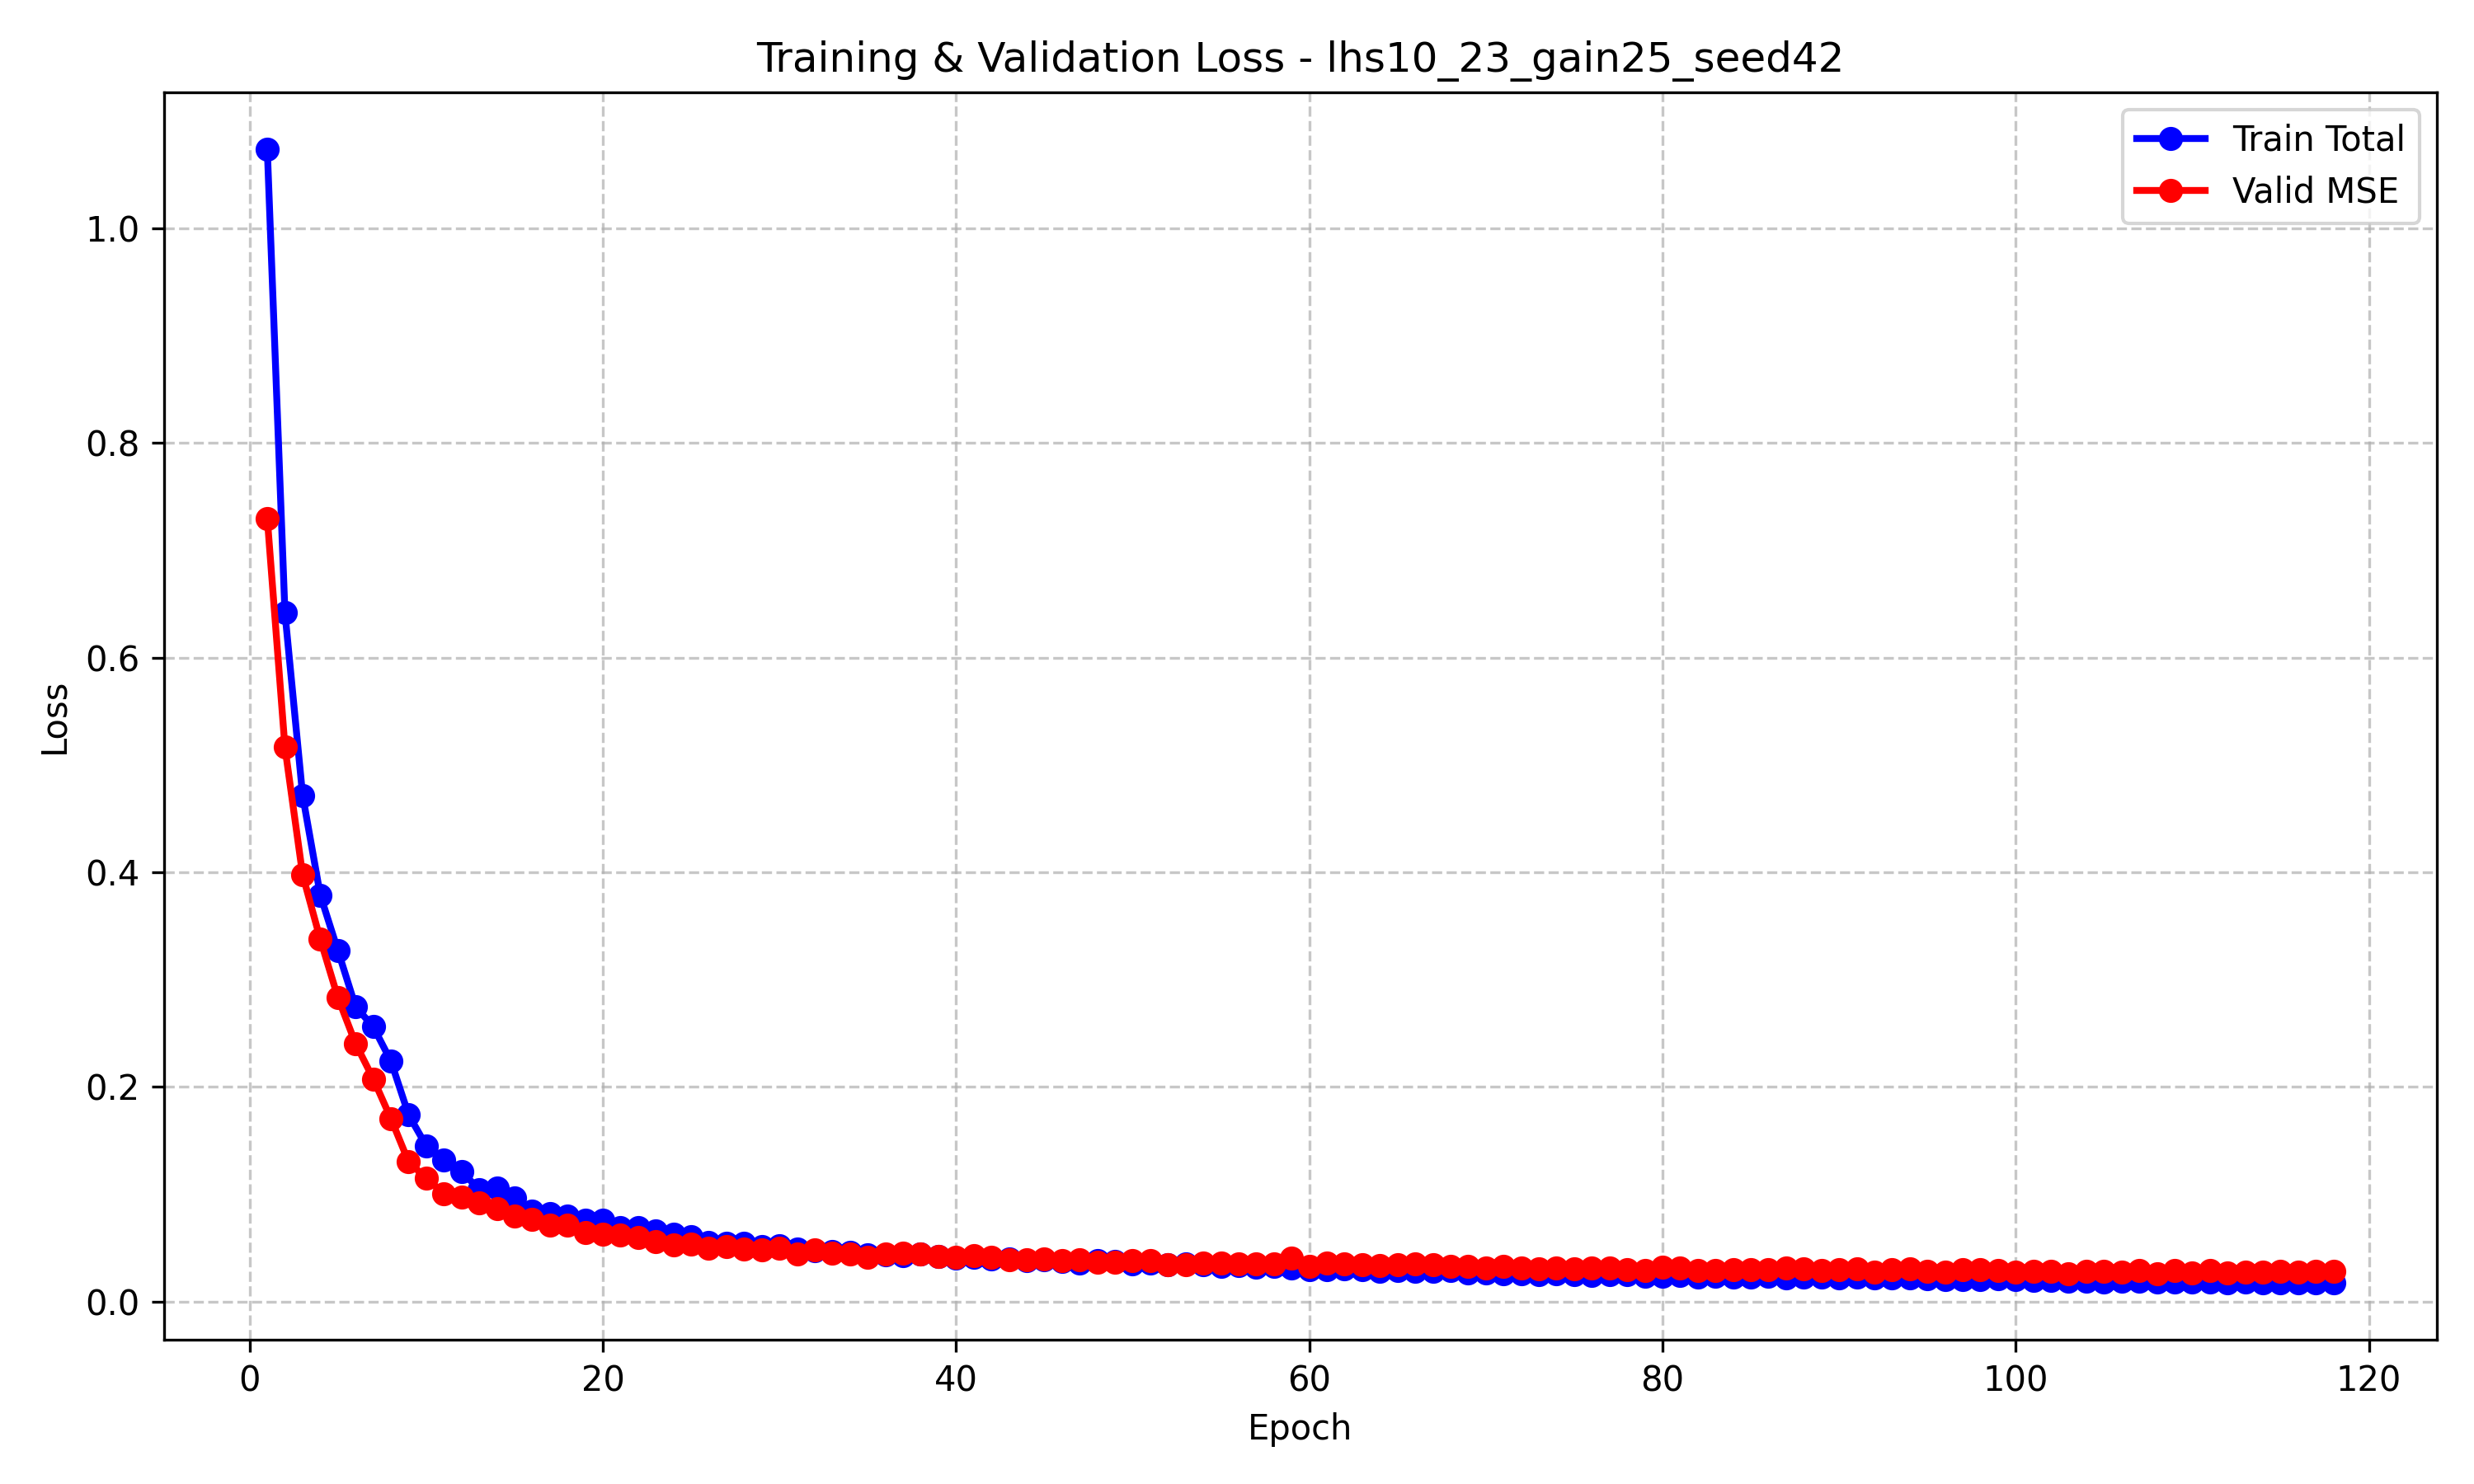 Training & Validation Loss - lhs10_23_gain25_seed42
Train Total
Valid MSE
Loss
1.0
0.8
0.6
0.4
0.2
0.0
0 20 40 60 80 100 120
Epoch